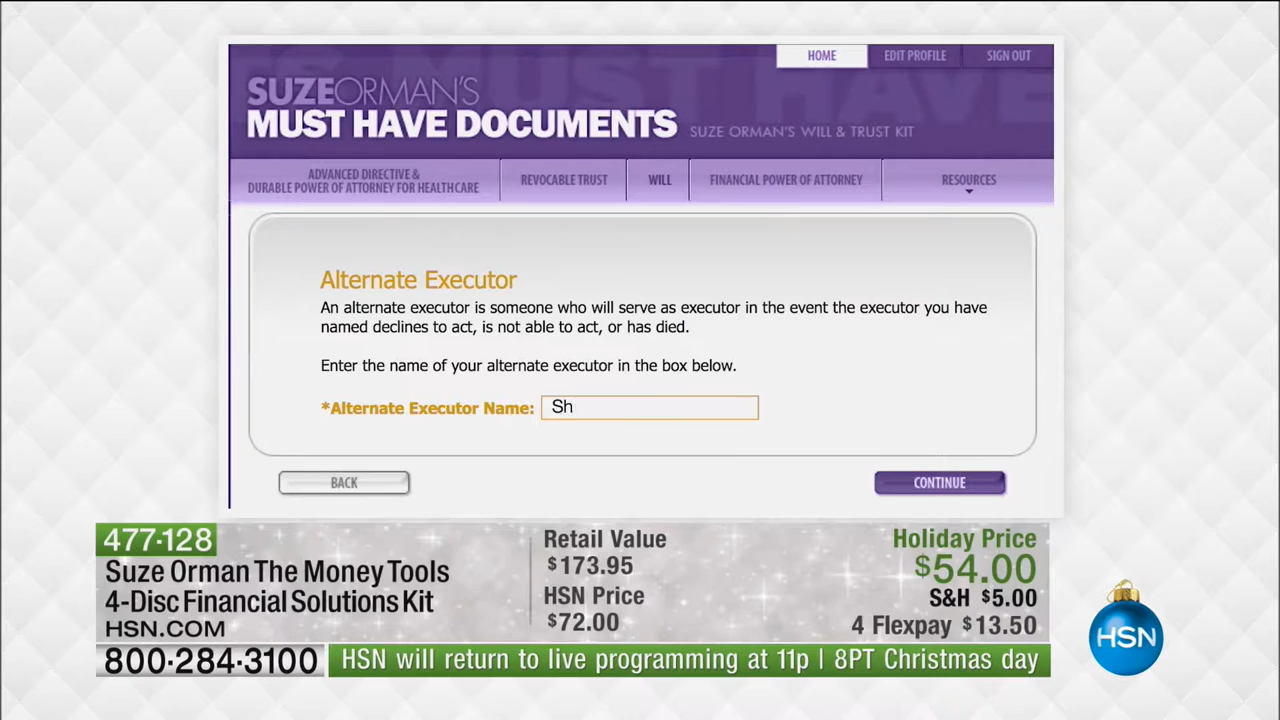 HOME EDIT PROFILE SIGN OUT
SUZEORMAN'S
MUST HAVE DOCUMENTS SUZE ORMAN'S WILL & TRUST KIT
ADVANCED DIRECTIVE &
DURABLE POWER OF ATTORNEY FOR HEALTHCARE
REVOCABLE TRUST
WILL
FINANCIAL POWER OF ATTORNEY
RESOURCES
Alternate Executor
An alternate executor is someone who will serve as executor in the event the executor you have
named declines to act, is not able to act, or has died.
Enter the name of your alternate executor in the box below.
*Alternate Executor Name: Sh
BACK CONTINUE
477·128
Suze Orman The Money Tools
4-Disc Financial Solutions Kit
HSN.COM
Retail Value
$173.95
HSN Price
$72.00
Holiday Price
$54.00
S&H $5.00
4 Flexpay $13.50
HSN
800·284·3100
HSN will return to live programming at 11p | 8PT Christmas day